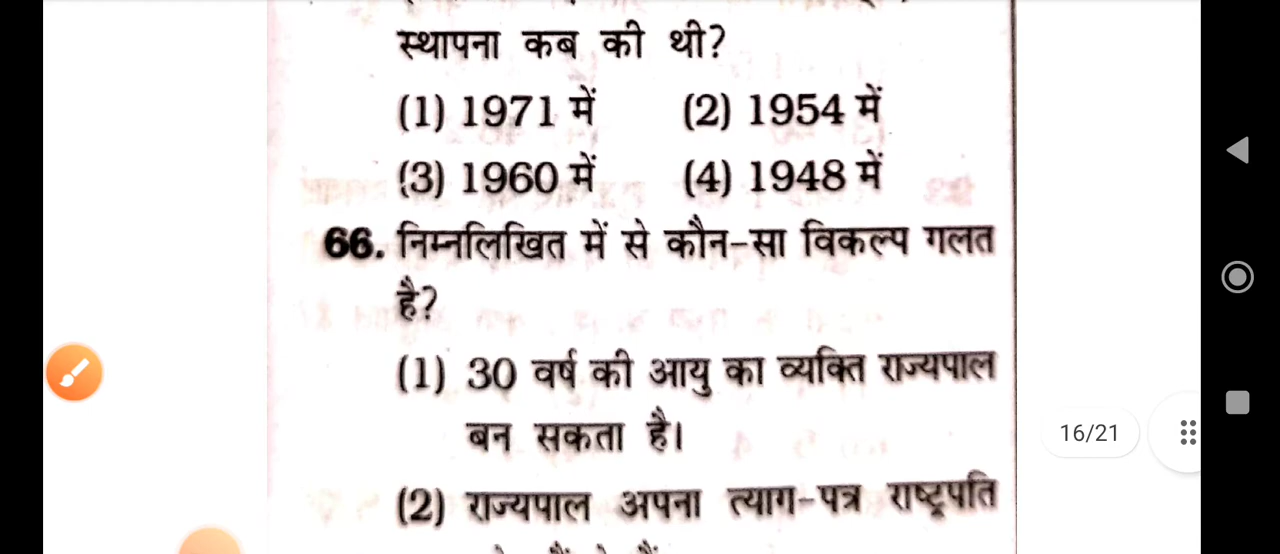 स्थापना कब की थी?
(1) 1971 में (2) 1954 में
(3) 1960 में (4) 1948 में
66. निम्नलिखित में से कौन-सा विकल्प गलत
है?
(1) 30 वर्ष की आयु का व्यक्ति राज्यपाल
बन सकता है।
16/21
(2) राज्यपाल अपना त्याग-पत्र राष्ट्रपति